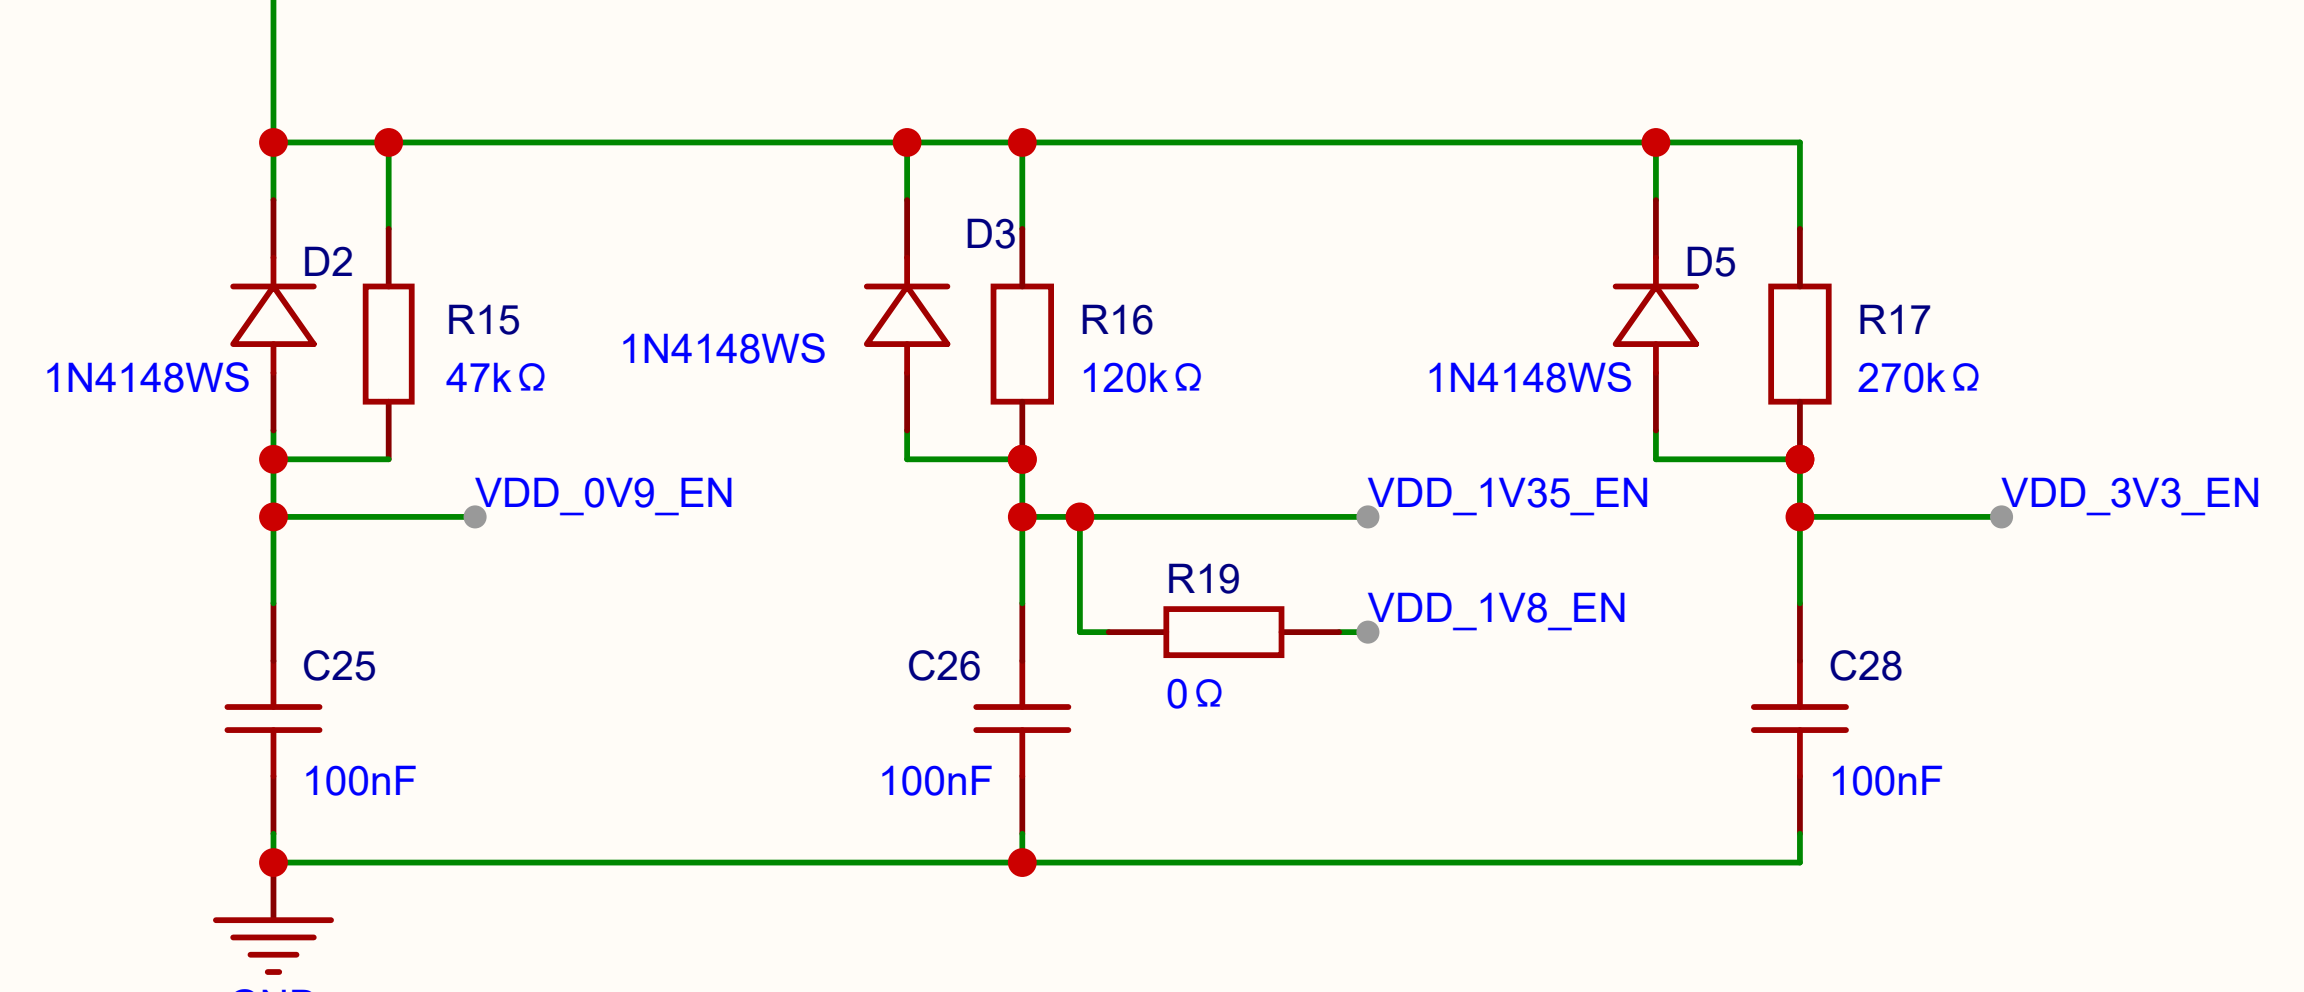 D2
R15
47kΩ
1N4148WS
VDD_0V9_EN
C25
100nF
D3
R16
120kΩ
1N4148WS
VDD_1V35_EN
R19
0Ω
VDD_1V8_EN
C26
100nF
D5
R17
270kΩ
1N4148WS
VDD_3V3_EN
C28
100nF